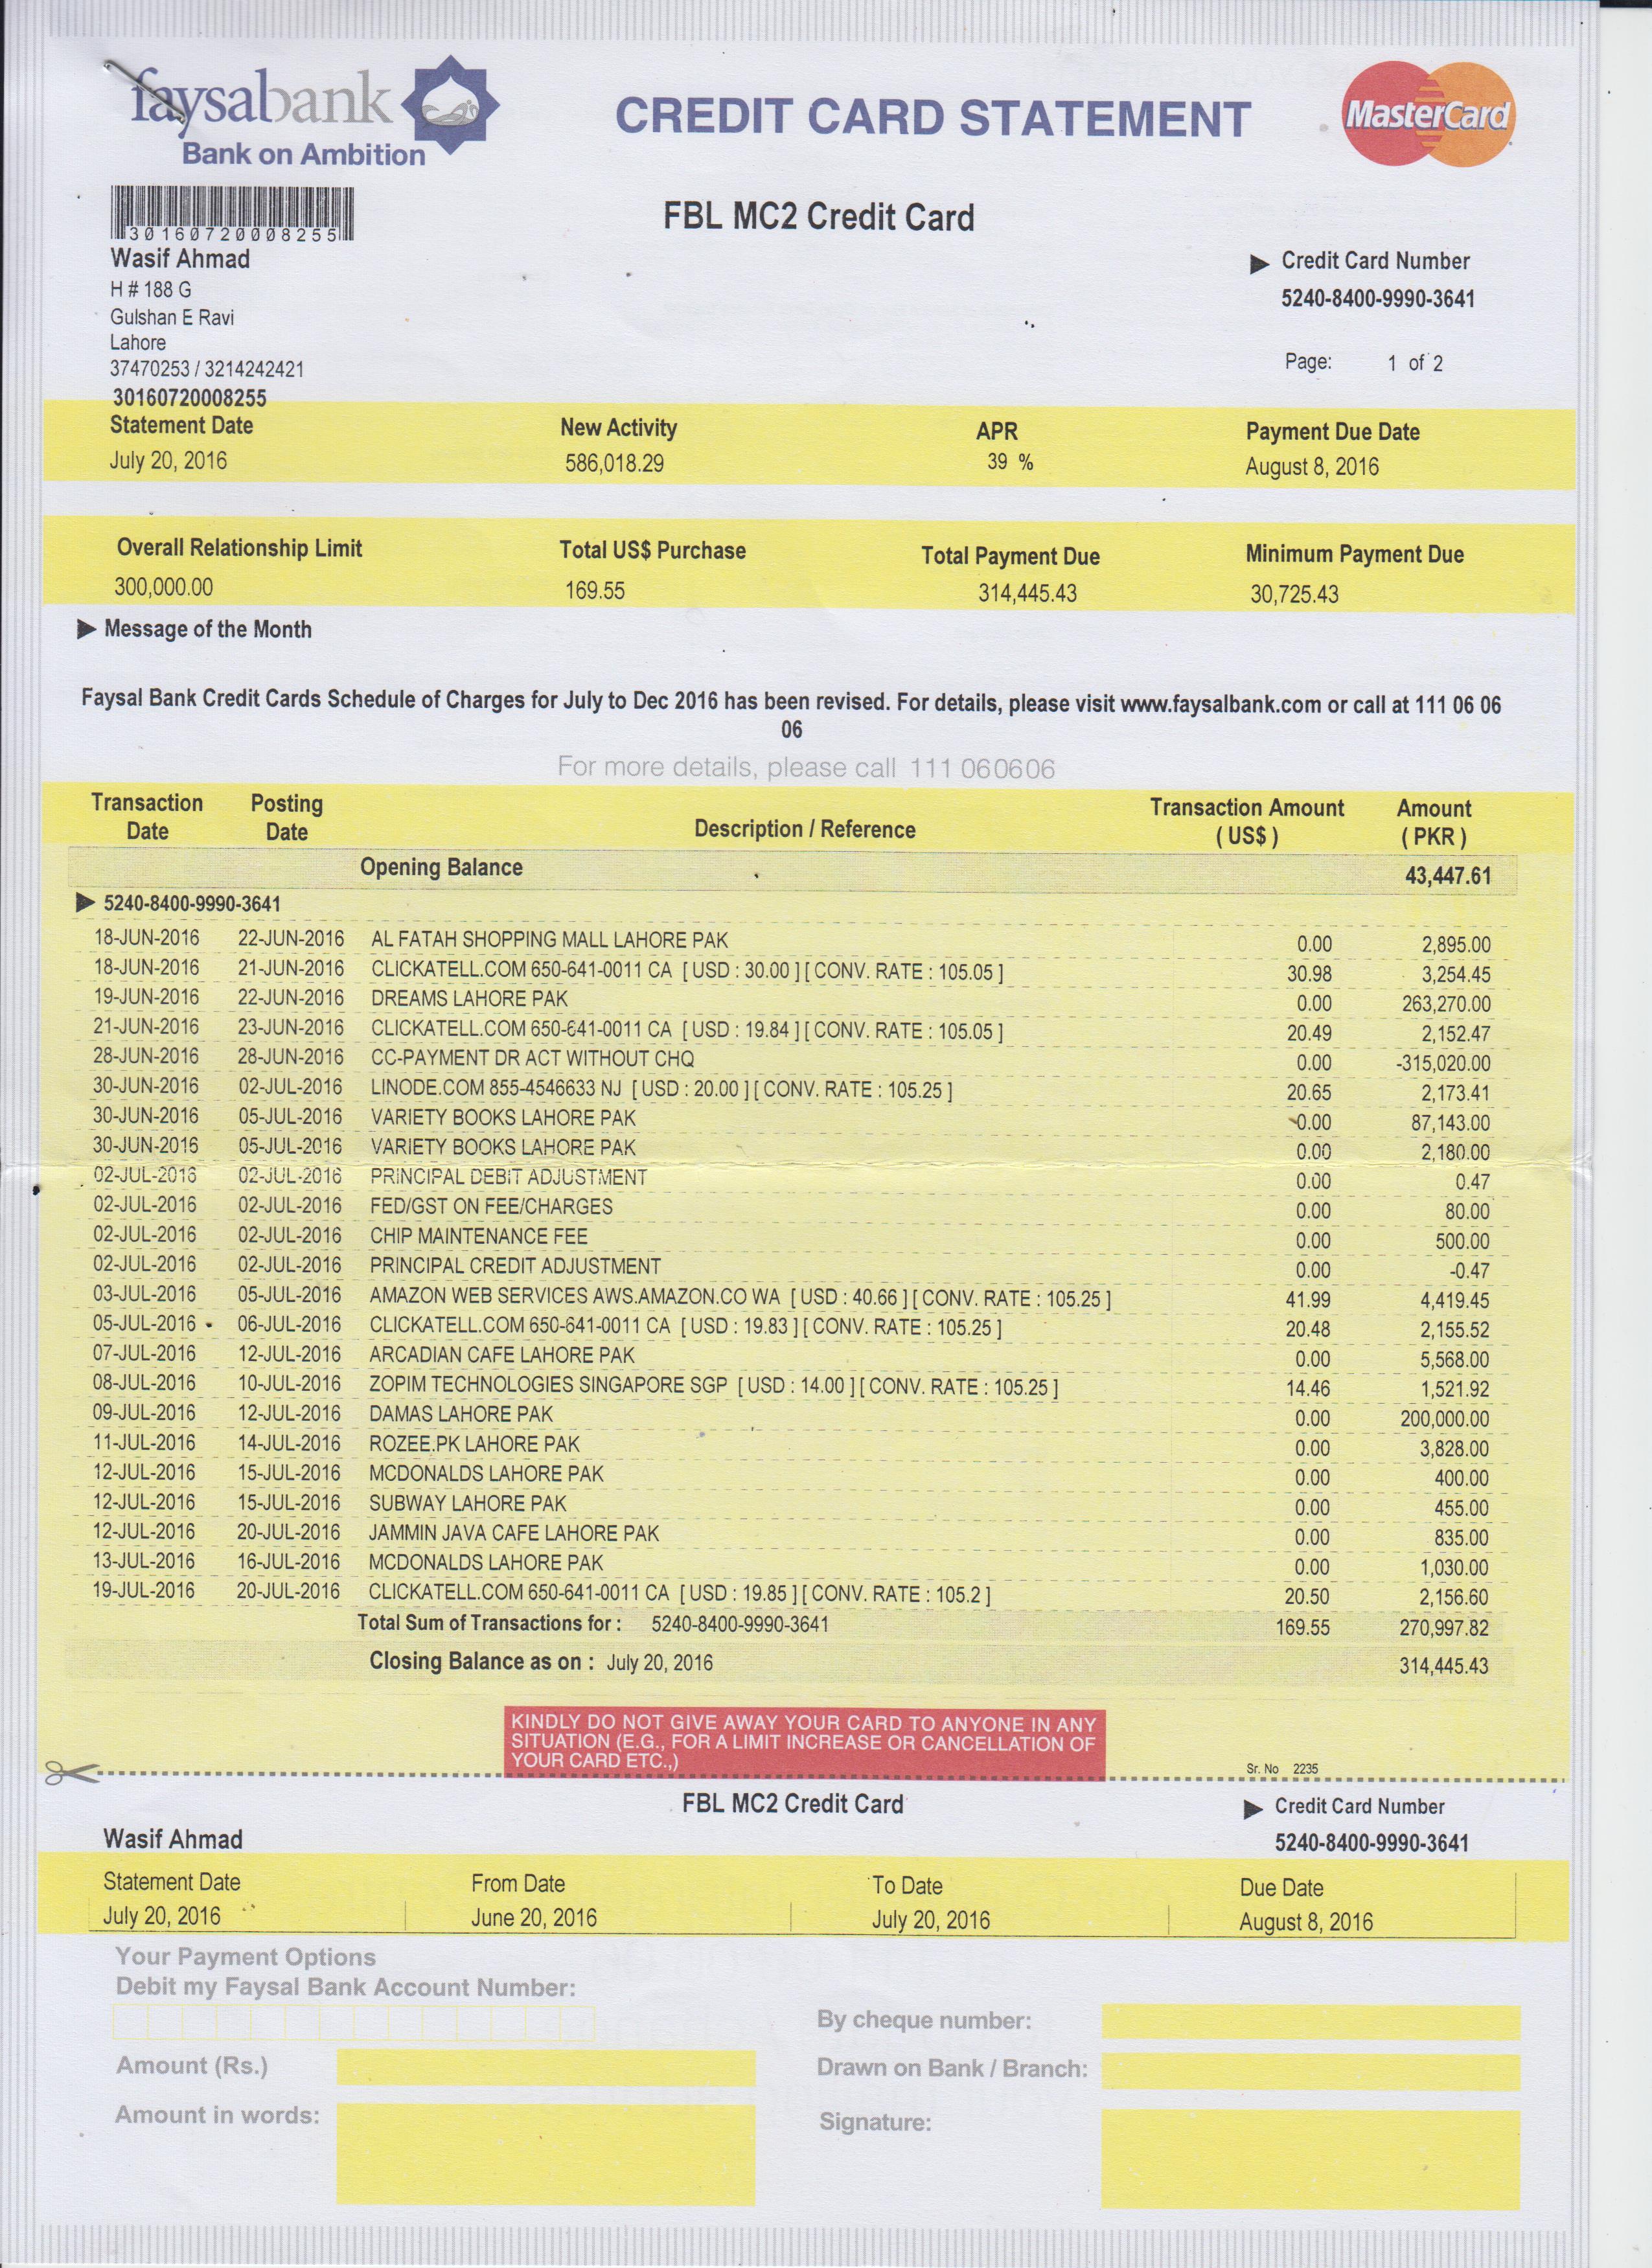 faysabank
Bank on Ambition
CREDIT CARD STATEMENT
MasterCard
30160720008255
FBL MC2 Credit Card
Wasif Ahmad
H # 188 G
Gulshan E Ravi
Lahore
37470253 / 3214242421
30160720008255
Credit Card Number
5240-8400-9990-3641
Page: 1 of 2
Statement Date New Activity APR Payment Due Date
July 20, 2016 586,018.29 39 % August 8, 2016
Overall Relationship Limit Total US$ Purchase Total Payment Due Minimum Payment Due
300,000.00 169.55 314,445.43 30,725.43
Message of the Month
Faysal Bank Credit Cards Schedule of Charges for July to Dec 2016 has been revised. For details, please visit www.faysalbank.com or call at 111 06 06
06
For more details, please call 111 060606
Transaction Posting Transaction Amount Amount
Date Date Description / Reference ( US$ ) ( PKR )
Opening Balance 43,447.61
5240-8400-9990-3641
18-JUN-2016 22-JUN-2016 AL FATAH SHOPPING MALL LAHORE PAK 0.00 2,895.00
18-JUN-2016 21-JUN-2016 CLICKATELL.COM 650-641-0011 CA [ USD : 30.00 ] [ CONV. RATE : 105.05 ] 30.98 3,254.45
19-JUN-2016 22-JUN-2016 DREAMS LAHORE PAK 0.00 263,270.00
21-JUN-2016 23-JUN-2016 CLICKATELL.COM 650-641-0011 CA [ USD : 19.84 ] [ CONV. RATE : 105.05 ] 20.49 2,152.47
28-JUN-2016 28-JUN-2016 CC-PAYMENT DR ACT WITHOUT CHQ 0.00 -315,020.00
30-JUN-2016 02-JUL-2016 LINODE.COM 855-4546633 NJ [ USD : 20.00 ] [ CONV. RATE : 105.25 ] 20.65 2,173.41
30-JUN-2016 05-JUL-2016 VARIETY BOOKS LAHORE PAK 0.00 87,143.00
30-JUN-2016 05-JUL-2016 VARIETY BOOKS LAHORE PAK 0.00 2,180.00
02-JUL-2016 02-JUL-2016 PRINCIPAL DEBIT ADJUSTMENT 0.00 0.47
02-JUL-2016 02-JUL-2016 FED/GST ON FEE/CHARGES 0.00 80.00
02-JUL-2016 02-JUL-2016 CHIP MAINTENANCE FEE 0.00 500.00
02-JUL-2016 02-JUL-2016 PRINCIPAL CREDIT ADJUSTMENT 0.00 -0.47
03-JUL-2016 05-JUL-2016 AMAZON WEB SERVICES AWS.AMAZON.CO WA [ USD : 40.66 ] [ CONV. RATE : 105.25 ] 41.99 4,419.45
05-JUL-2016 06-JUL-2016 CLICKATELL.COM 650-641-0011 CA [ USD : 19.83 ] [ CONV. RATE : 105.25 ] 20.48 2,155.52
07-JUL-2016 12-JUL-2016 ARCADIAN CAFE LAHORE PAK 0.00 5,568.00
08-JUL-2016 10-JUL-2016 ZOPIM TECHNOLOGIES SINGAPORE SGP [ USD : 14.00 ] [ CONV. RATE : 105.25 ] 14.46 1,521.92
09-JUL-2016 12-JUL-2016 DAMAS LAHORE PAK 0.00 200,000.00
11-JUL-2016 14-JUL-2016 ROZEE.PK LAHORE PAK 0.00 3,828.00
12-JUL-2016 15-JUL-2016 MCDONALDS LAHORE PAK 0.00 400.00
12-JUL-2016 15-JUL-2016 SUBWAY LAHORE PAK 0.00 455.00
12-JUL-2016 20-JUL-2016 JAMMIN JAVA CAFE LAHORE PAK 0.00 835.00
13-JUL-2016 16-JUL-2016 MCDONALDS LAHORE PAK 0.00 1,030.00
19-JUL-2016 20-JUL-2016 CLICKATELL.COM 650-641-0011 CA [ USD : 19.85 ] [ CONV. RATE : 105.2 ] 20.50 2,156.60
Total Sum of Transactions for : 5240-8400-9990-3641 169.55 270,997.82
Closing Balance as on : July 20, 2016 314,445.43
KINDLY DO NOT GIVE AWAY YOUR CARD TO ANYONE IN ANY
SITUATION (E.G., FOR A LIMIT INCREASE OR CANCELLATION OF
YOUR CARD ETC.,)
Sr. No 2235
FBL MC2 Credit Card
Credit Card Number
Wasif Ahmad 5240-8400-9990-3641
Statement Date From Date To Date Due Date
July 20, 2016 June 20, 2016 July 20, 2016 August 8, 2016
Your Payment Options
Debit my Faysal Bank Account Number:
By cheque number:
Amount (Rs.) Drawn on Bank / Branch:
Amount in words: Signature: